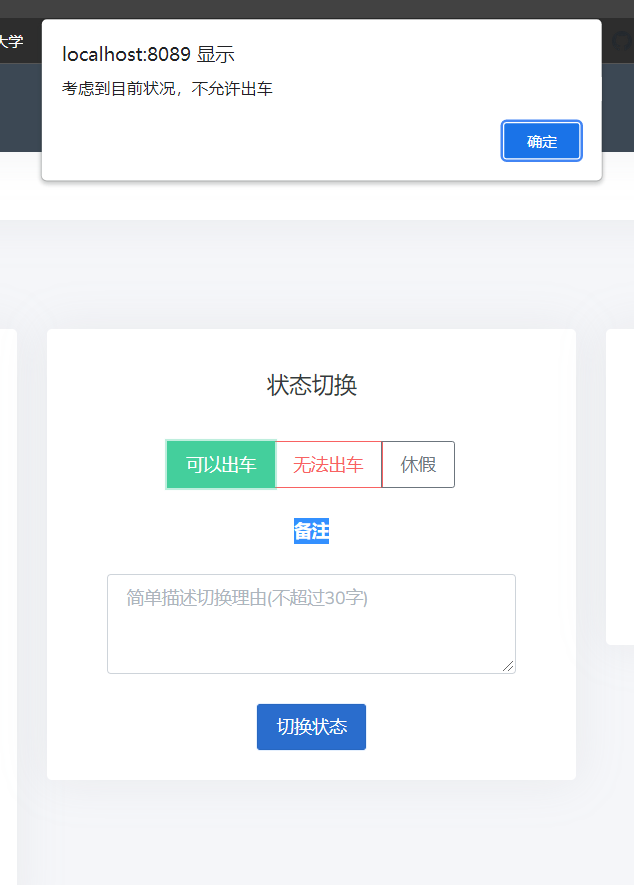 大学
localhost:8089 显示
考虑到目前状况，不允许出车
确定
状态切换
可以出车 无法出车 休假
备注
简单描述切换理由(不超过30字)
切换状态